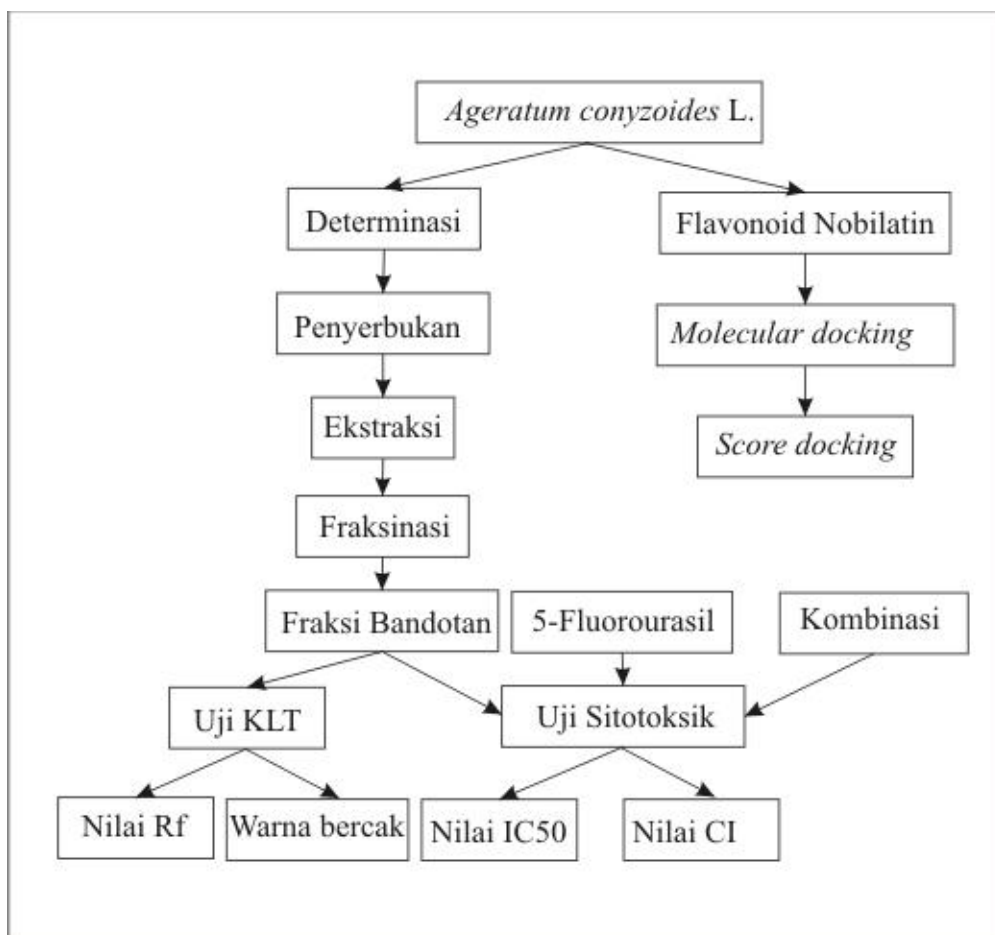 Ageratum conyzoides L.
Determinasi
Flavonoid Nobilatin
Penyerbukan
Molecular docking
Ekstraksi
Score docking
Fraksinasi
Fraksi Bandotan
5-Fluorourasil
Kombinasi
Uji KLT
Uji Sitotoksik
Nilai Rf
Warna bercak
Nilai IC50
Nilai CI